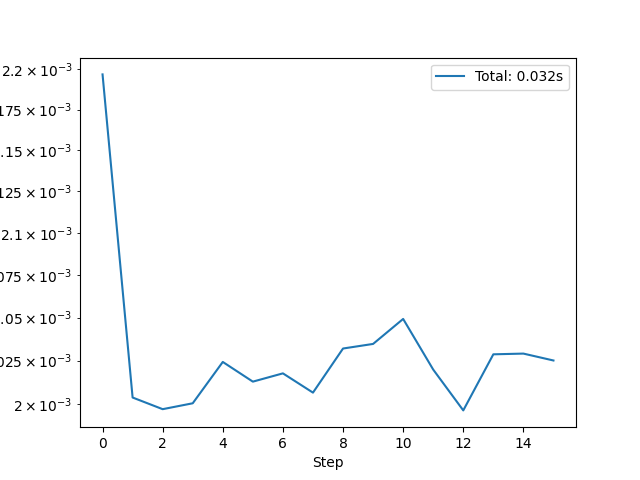 Total: 0.032s
2.2 × 10⁻³
175 × 10⁻³
.15 × 10⁻³
125 × 10⁻³
2.1 × 10⁻³
075 × 10⁻³
.05 × 10⁻³
025 × 10⁻³
2 × 10⁻³
0 2 4 6 8 10 12 14
Step